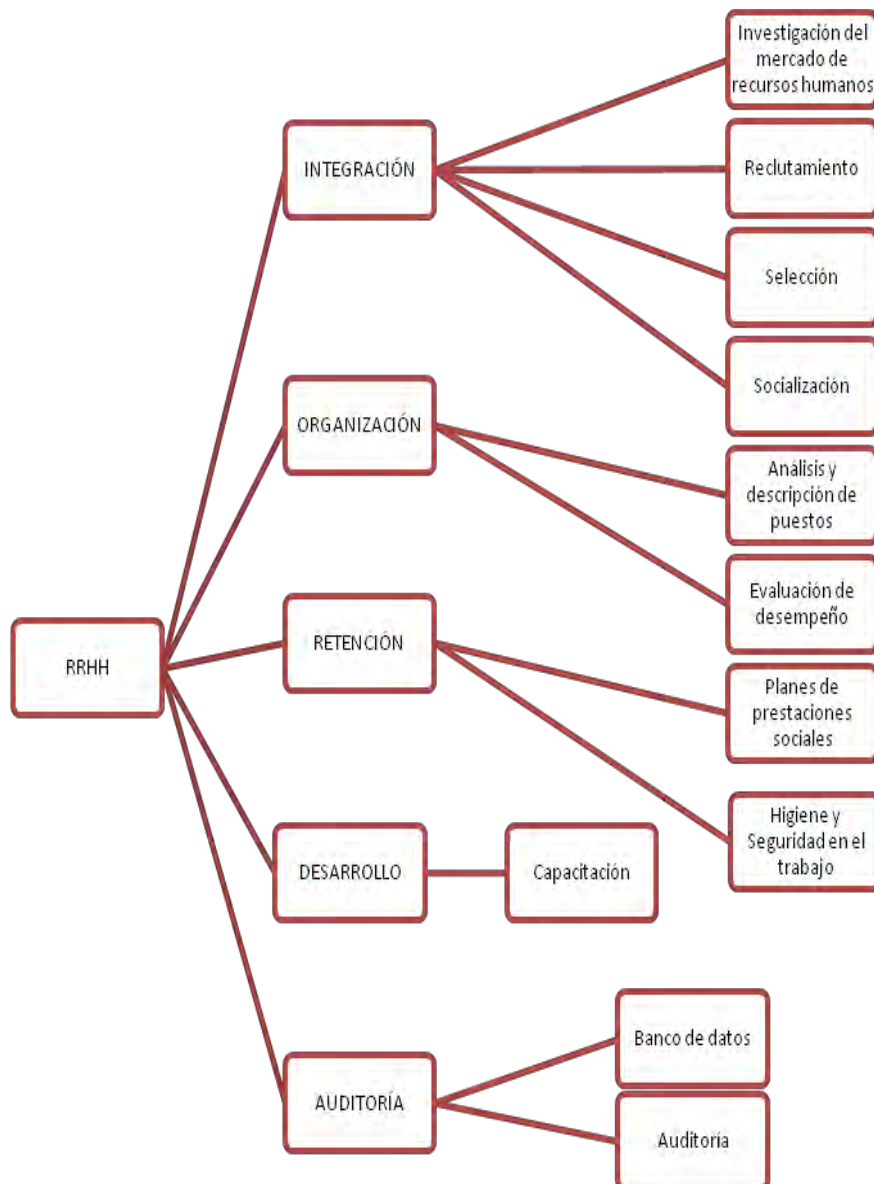 Investigación del
mercado de
recursos humanos
INTEGRACIÓN
Reclutamiento
Selección
Socialización
ORGANIZACIÓN
Análisis y
descripción de
puestos
Evaluación de
desempeño
RRHH
RETENCIÓN
Planes de
prestaciones
sociales
Higiene y
Seguridad en el
trabajo
DESARROLLO
Capacitación
AUDITORÍA
Banco de datos
Auditoría